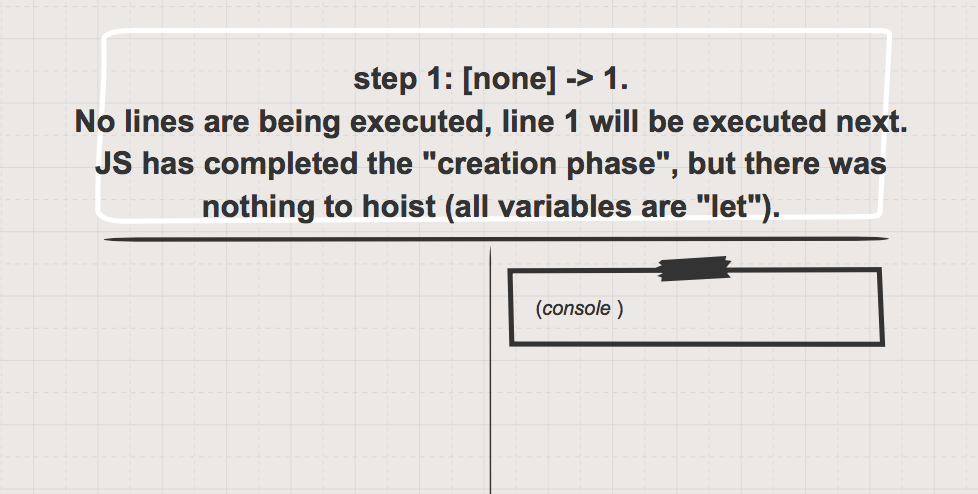 step 1: [none] -> 1.
No lines are being executed, line 1 will be executed next.
JS has completed the "creation phase", but there was
nothing to hoist (all variables are "let").
(console )